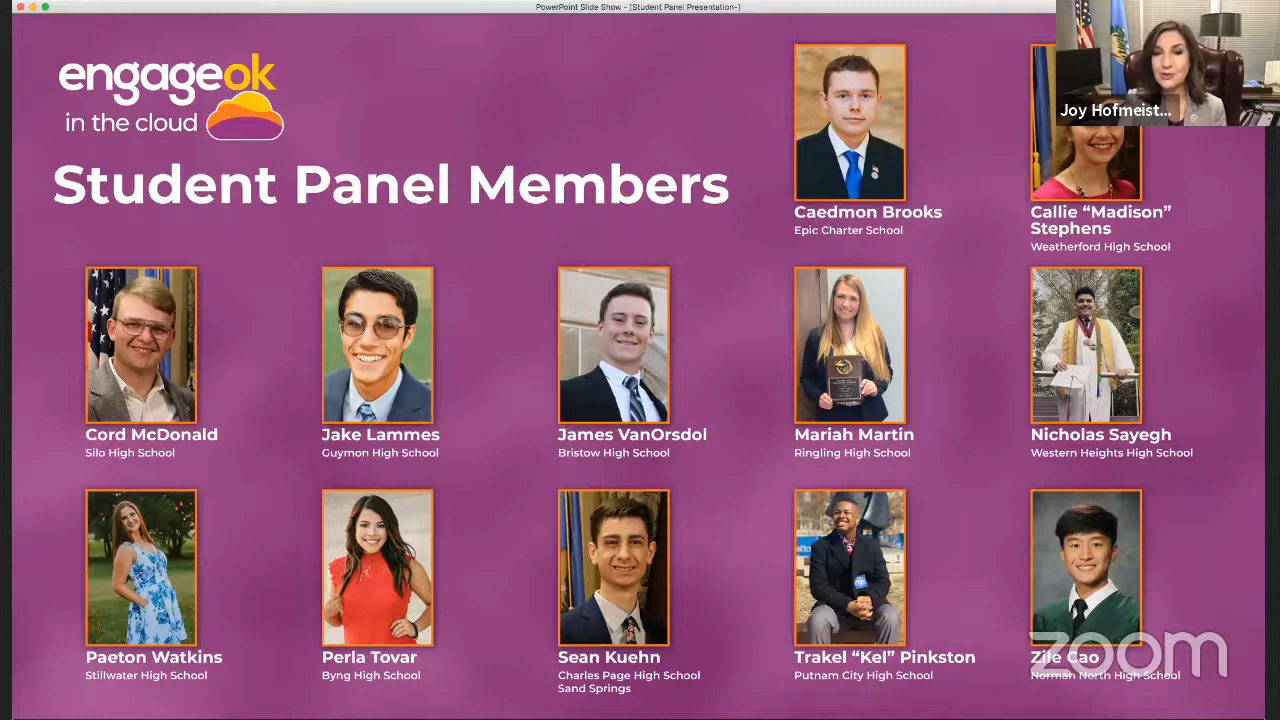 PowerPoint Slide Show - [Student Panel Presentation-]
engageok
in the cloud
Student Panel Members
Joy Hofmeist...
Caedmon Brooks
Epic Charter School
Callie “Madison”
Stephens
Weatherford High School
Cord McDonald
Silo High School
Jake Lammes
Guymon High School
James VanOrsdol
Bristow High School
Mariah Martin
Ringling High School
Nicholas Sayegh
Western Heights High School
Paeton Watkins
Stillwater High School
Perla Tovar
Byng High School
Sean Kuehn
Charles Page High School
Sand Springs
Trakel “Kel” Pinkston
Putnam City High School
Zile Cao
Norman North High School
zoom